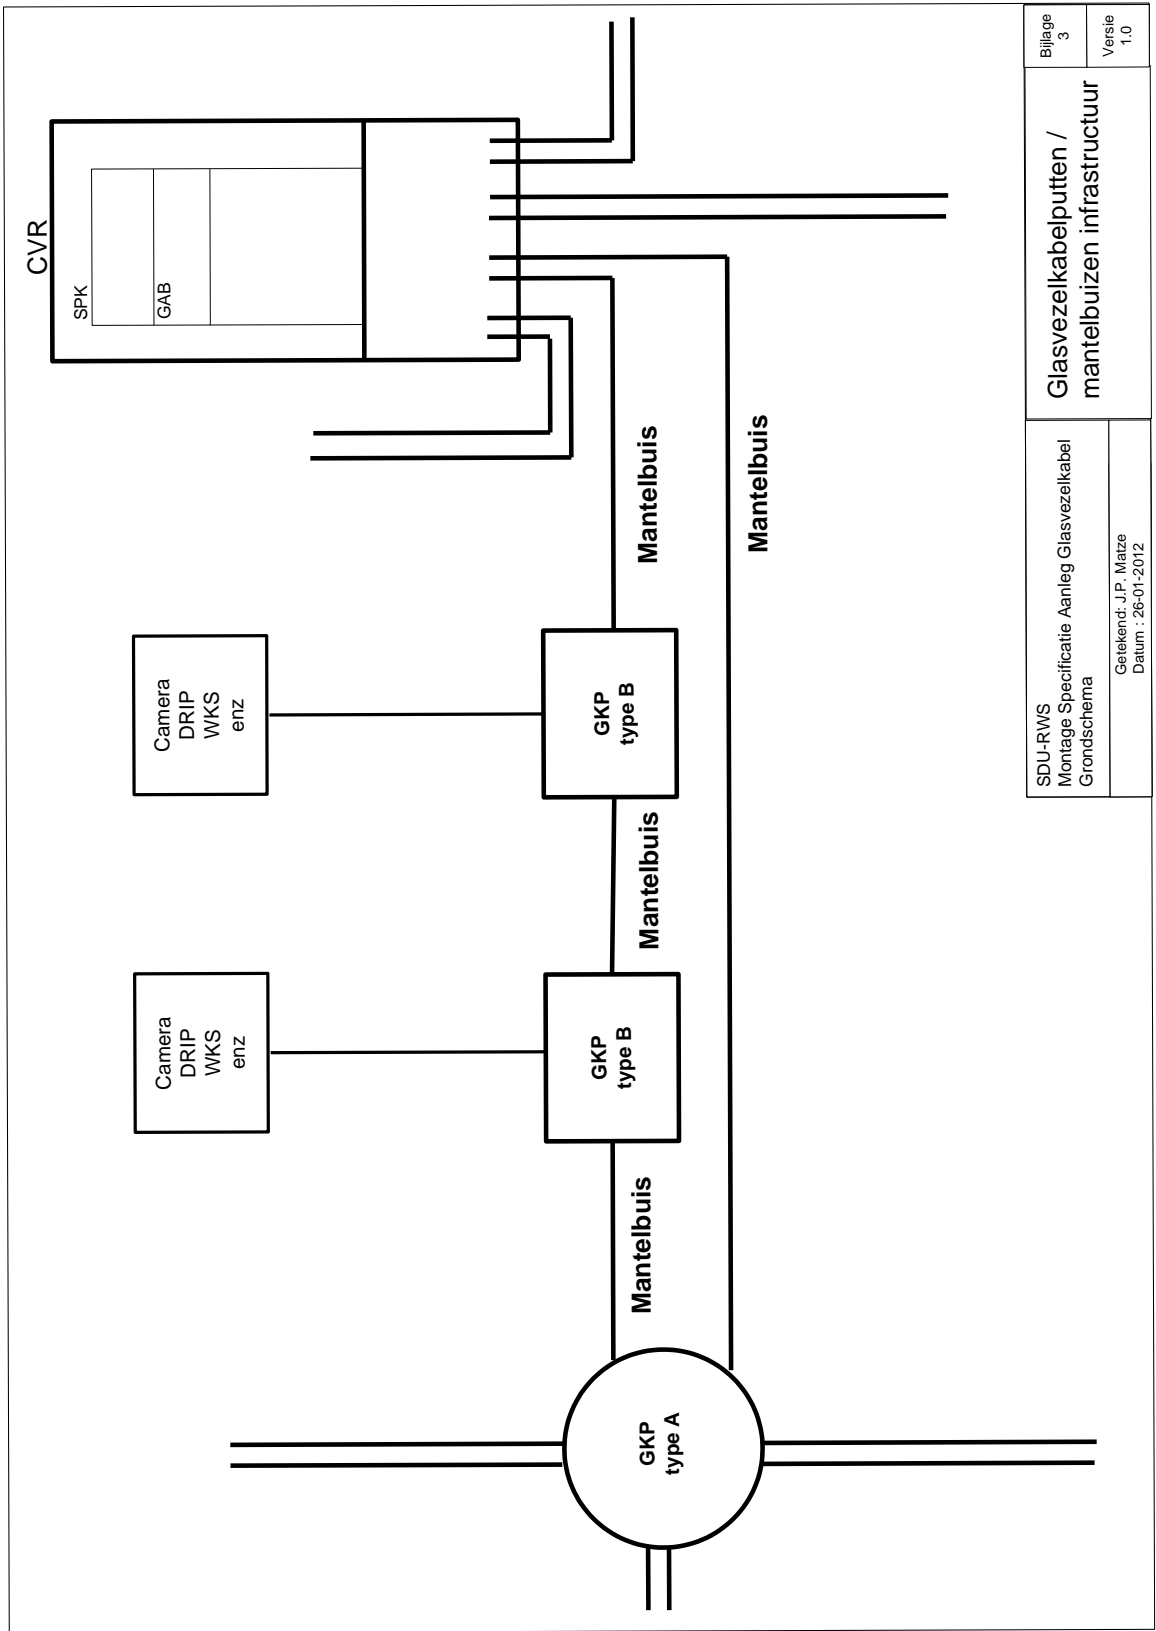 CVR
SPK
GAB
Camera
DRIP
WKS
enz
Camera
DRIP
WKS
enz
GKP
type A
Mantelbuis
GKP
type B
Mantelbuis
GKP
type B
Mantelbuis
Mantelbuis
SDU-RWS
Montage Specificatie Aanleg Glasvezelkabel
Grondschema
Getekend: J.P. Matze
Datum : 26-01-2012
Glasvezelkabelputten /
mantelbuizen infrastructuur
Bijlage
3
Versie
1.0